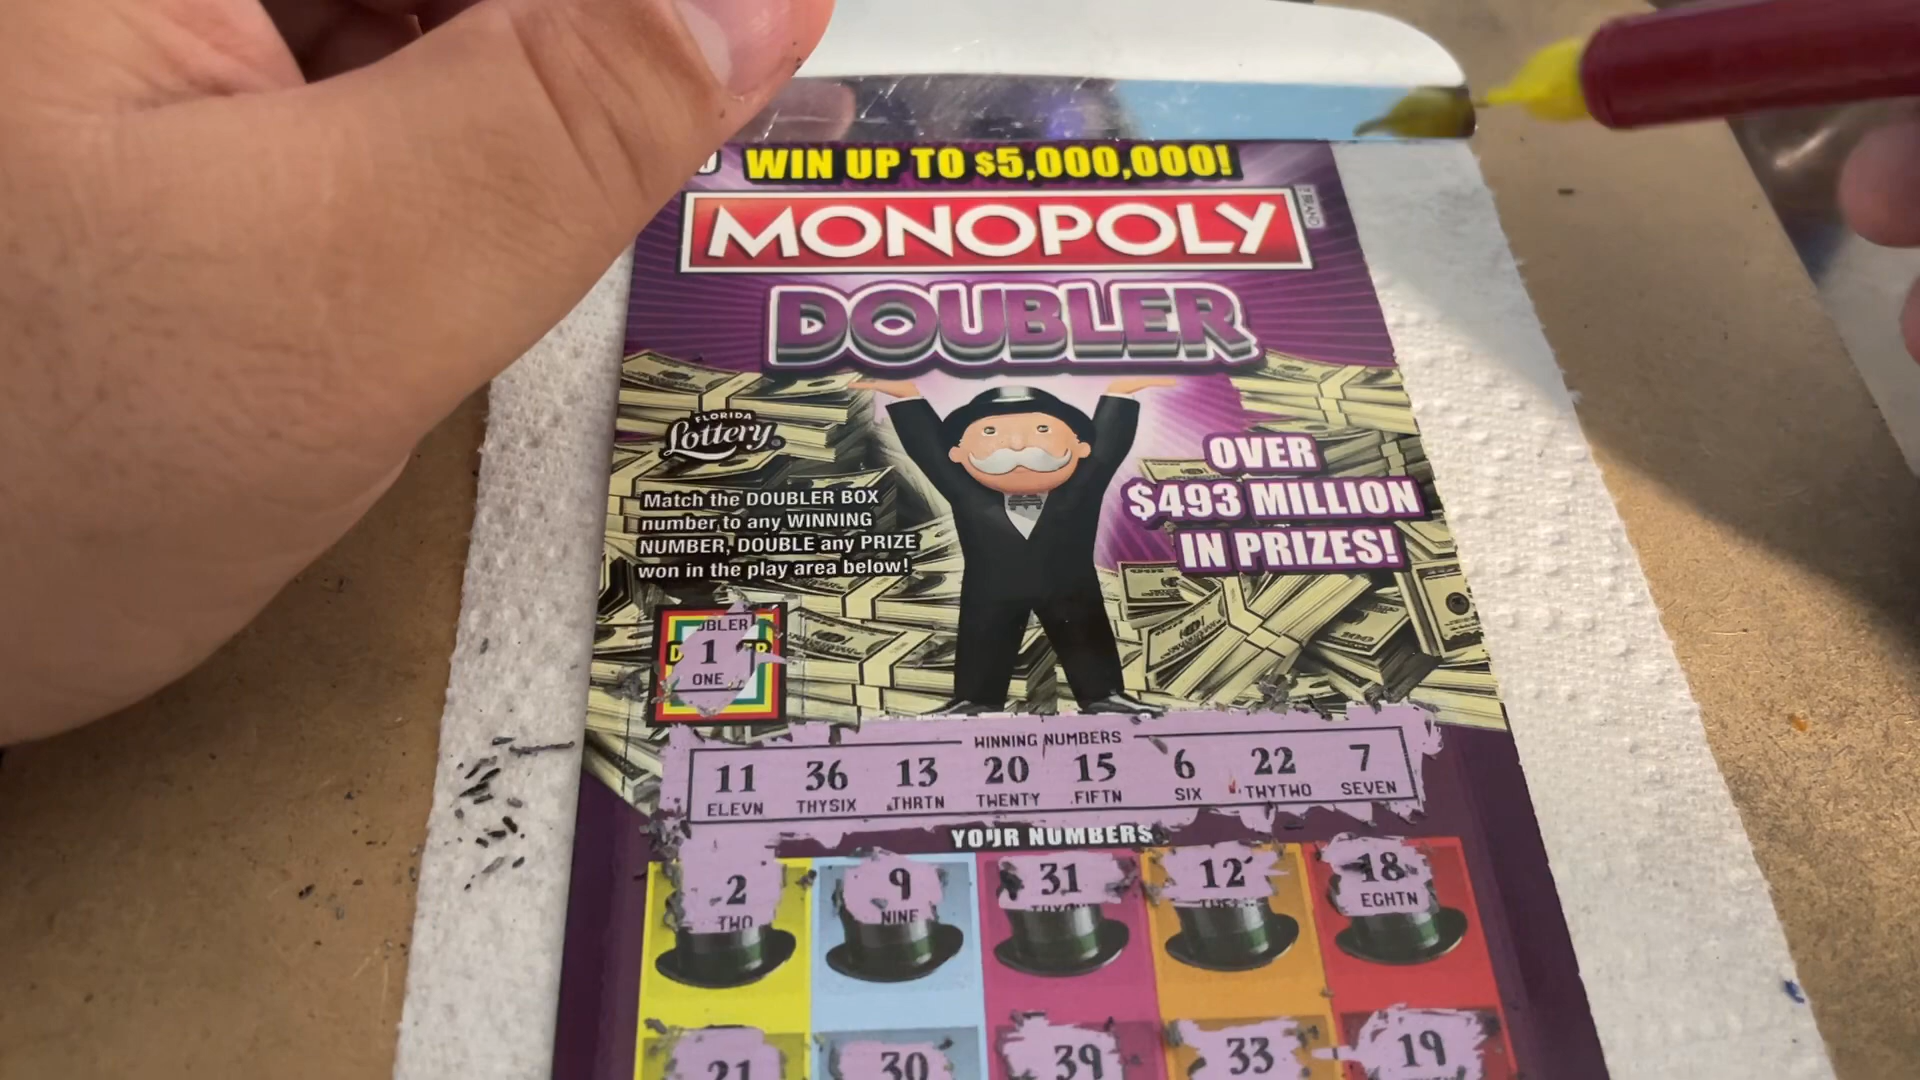 WIN UP TO $5,000,000!
MONOPOLY
BRAND
DOUBLER
FLORIDA
Lottery
Match the DOUBLER BOX
number to any WINNING
NUMBER, DOUBLE any PRIZE
won in the play area below!
OVER
$493 MILLION
IN PRIZES!
1
ONE
WINNING NUMBERS
11 36 13 20 15 6 22 7
ELEVN THYSIX THRTN TWENTY FIFTN SIX TWYTWO SEVEN
YOUR NUMBERS
2 9 31 12 18
TWO NINE EGHTN
21 30 39 33 19